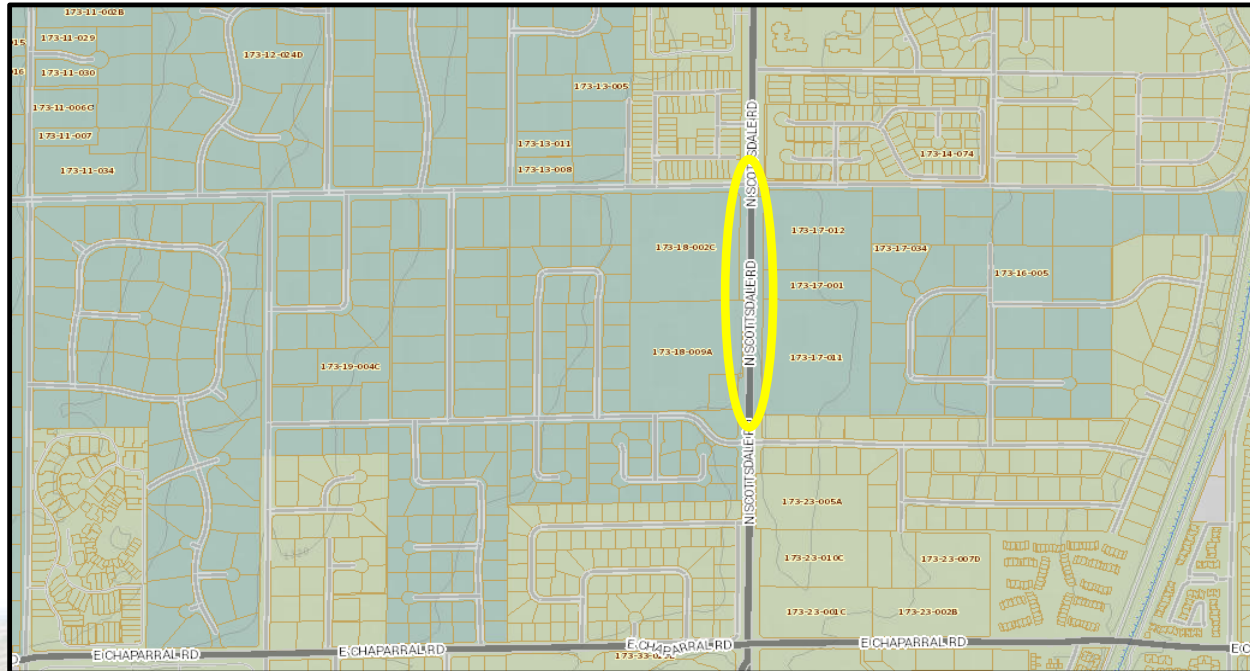 173-11-002B
015
173-11-029
016
173-11-030
173-12-024D
173-13-005
173-11-006C
173-11-007
173-13-011
173-14-074
173-11-034
173-13-008
N SCOTTSDALE RD
173-18-002C
173-17-012
173-17-034
173-16-005
173-17-001
N SCOTTSDALE RD
173-18-009A
173-17-011
173-19-004C
N SCOTTSDALE RD
173-23-005A
173-23-010C
173-23-007D
173-23-001C
173-23-002B
E CHAPARRAL RD
E CHAPARRAL RD
E CHAPARRAL RD
E CHAPARRAL RD